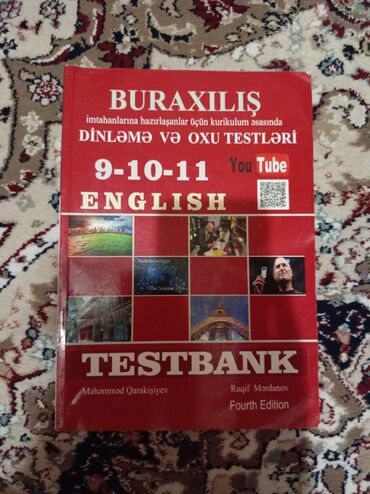 BURAXILIŞ
imtahanlarına hazırlaşanlar üçün kurikulum əsasında
DİNLƏMƏ VƏ OXU TESTLƏRİ
9-10-11
YouTube
ENGLISH
TESTBANK
Məhəmməd Qarakişiyev
Raqif Mərdanov
Fourth Edition